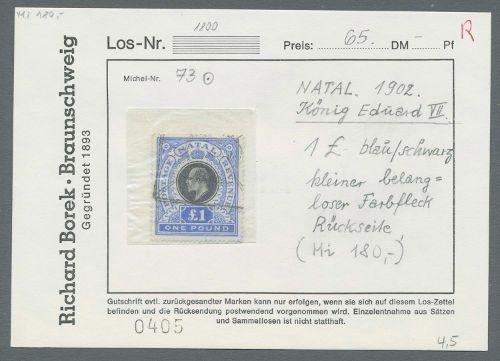 Mi 180,-
Richard Borek • Braunschweig
Gegründet 1893
Los-Nr. 1800
Preis: 65. DM - Pf
R
Michel-Nr. 73
NATAL. 1902.
König Eduard VII.
1 £ blau/schwarz
kleiner belang=
loser Farbfleck
Rückseite,
(Mi 180,-)
NATAL
£1
ONE POUND
Gutschrift evtl. zurückgesandter Marken kann nur erfolgen, wenn sie sich auf diesem Los-Zettel
befinden und die Rücksendung postwendend vorgenommen wird. Einzelentnahme aus Sätzen
und Sammellosen ist nicht statthaft.
0405
4,5